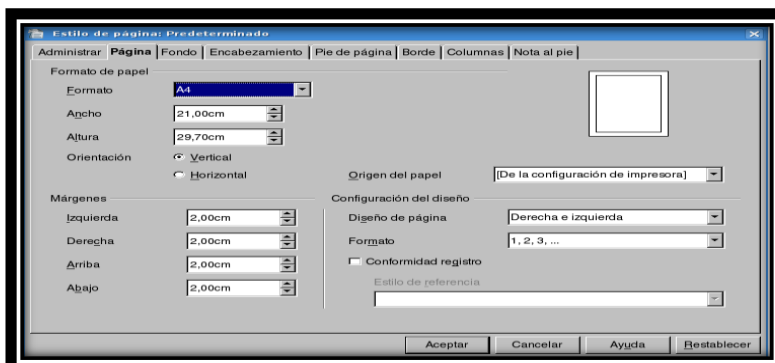 Estilo de página: Predeterminado
Administrar Página Fondo Encabezamiento Pie de página Borde Columnas Nota al pie
Formato de papel
Formato A4
Ancho 21,00cm
Altura 29,70cm
Orientación Vertical
Horizontal Origen del papel [De la configuración de impresora]
Márgenes Configuración del diseño
Izquierda 2,00cm Diseño de página Derecha e izquierda
Derecha 2,00cm Formato 1, 2, 3, ...
Arriba 2,00cm Conformidad registro
Abajo 2,00cm Estilo de referencia
Aceptar Cancelar Ayuda Restablecer